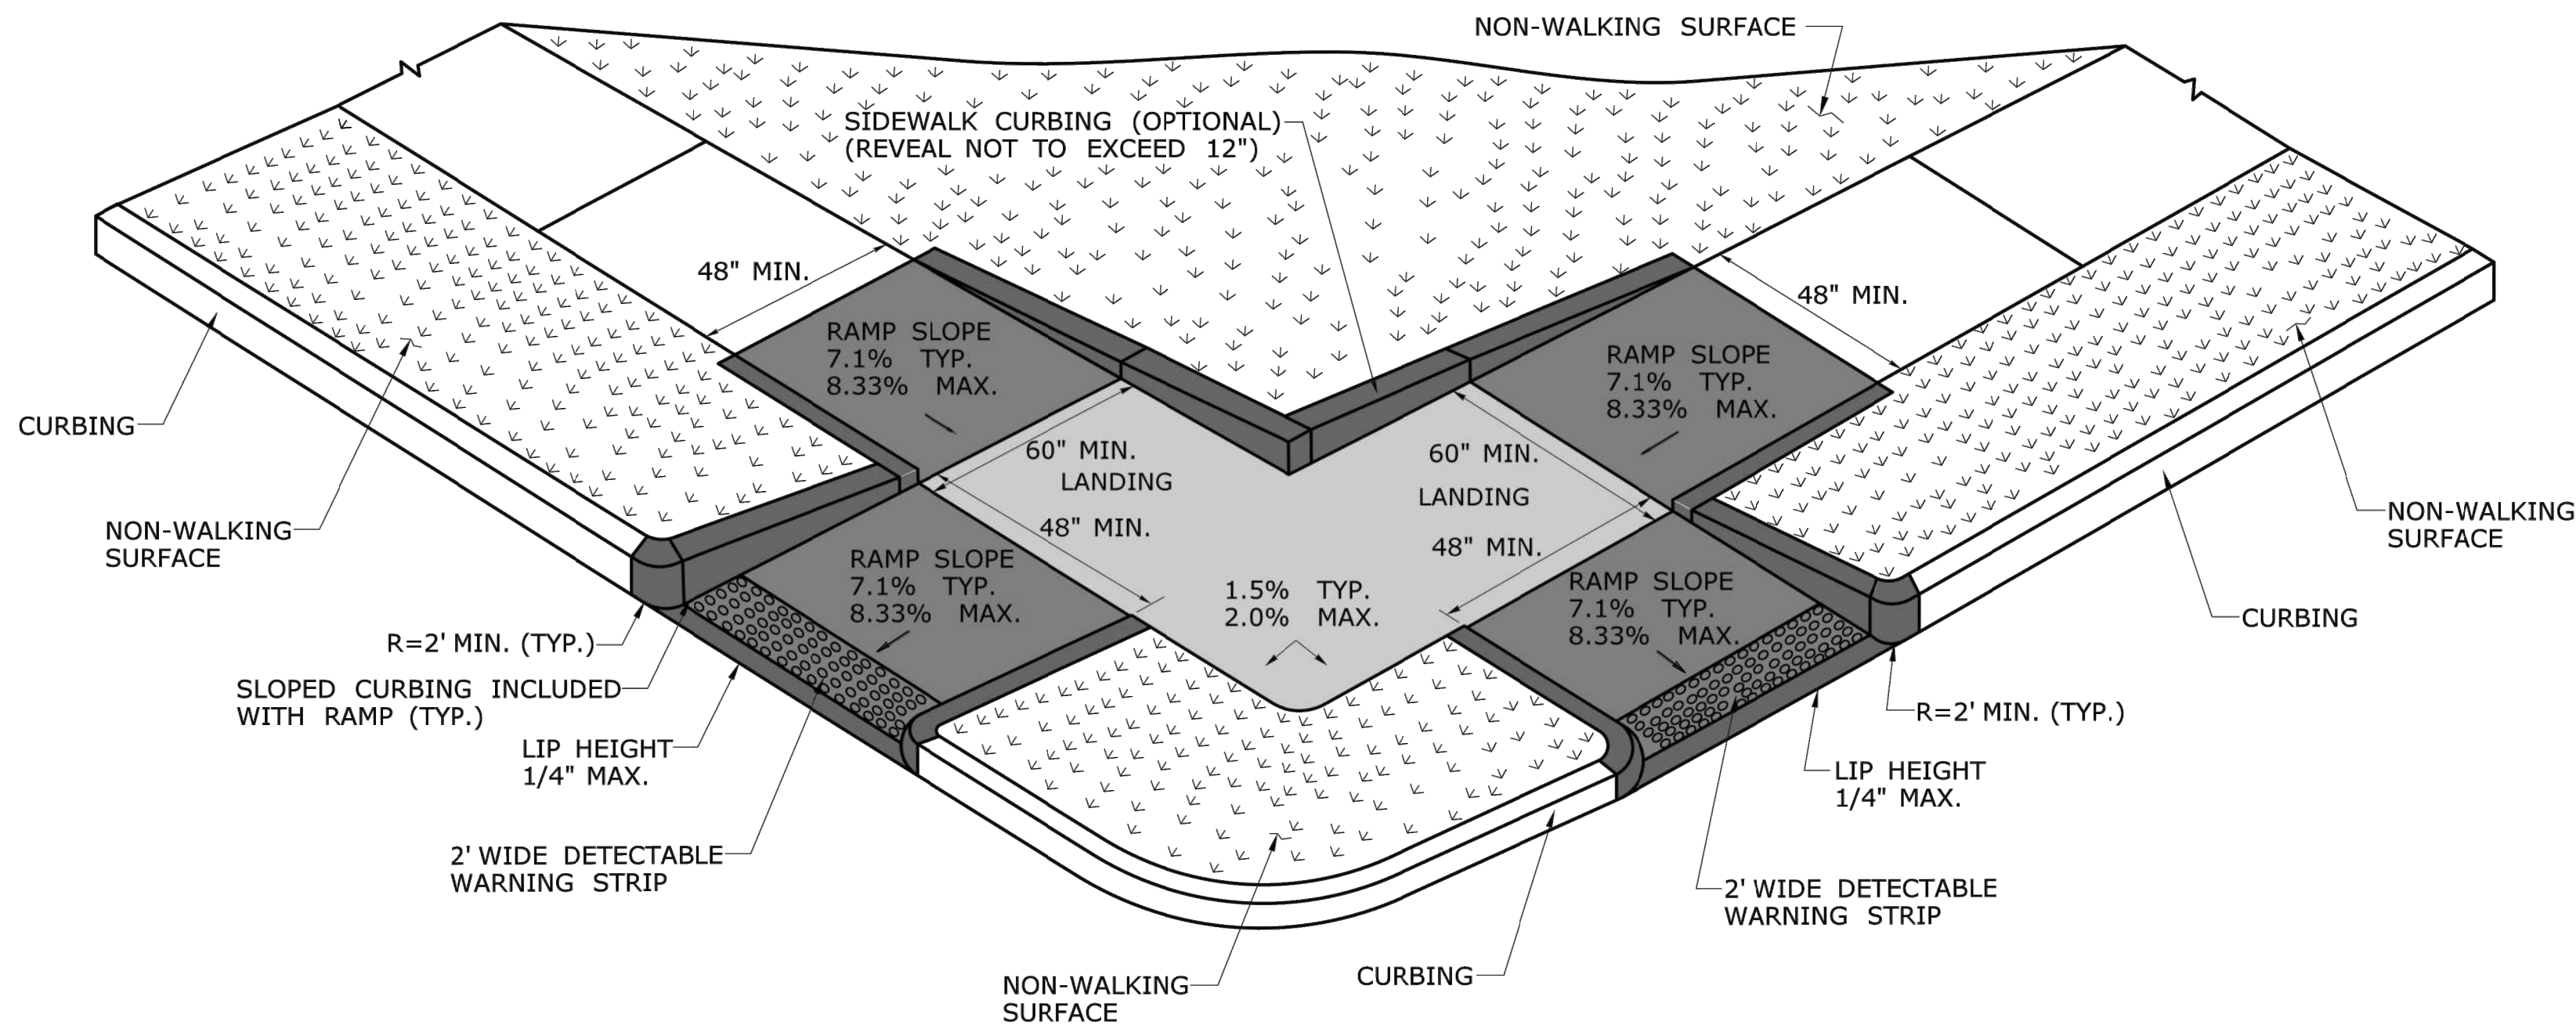 NON-WALKING SURFACE
SIDEWALK CURBING (OPTIONAL)
(REVEAL NOT TO EXCEED 12")
48" MIN.
48" MIN.
RAMP SLOPE
7.1% TYP.
8.33% MAX.
RAMP SLOPE
7.1% TYP.
8.33% MAX.
CURBING
60" MIN.
LANDING
48" MIN.
60" MIN.
LANDING
48" MIN.
NON-WALKING
SURFACE
NON-WALKING
SURFACE
RAMP SLOPE
7.1% TYP.
8.33% MAX.
1.5% TYP.
2.0% MAX.
RAMP SLOPE
7.1% TYP.
8.33% MAX.
CURBING
R=2' MIN. (TYP.)
SLOPED CURBING INCLUDED
WITH RAMP (TYP.)
R=2' MIN. (TYP.)
LIP HEIGHT
1/4" MAX.
LIP HEIGHT
1/4" MAX.
2' WIDE DETECTABLE
WARNING STRIP
2' WIDE DETECTABLE
WARNING STRIP
NON-WALKING
SURFACE
CURBING